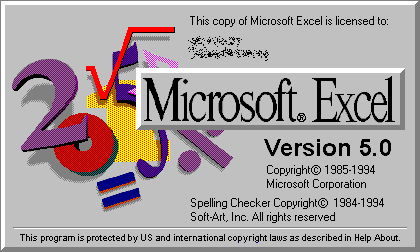 This copy of Microsoft Excel is licensed to:
2
5
Microsoft® Excel
Version 5.0
Copyright© 1985-1994
Microsoft Corporation
Spelling Checker Copyright© 1984-1994
Soft-Art, Inc. All rights reserved
This program is protected by US and international copyright laws as described in Help About.